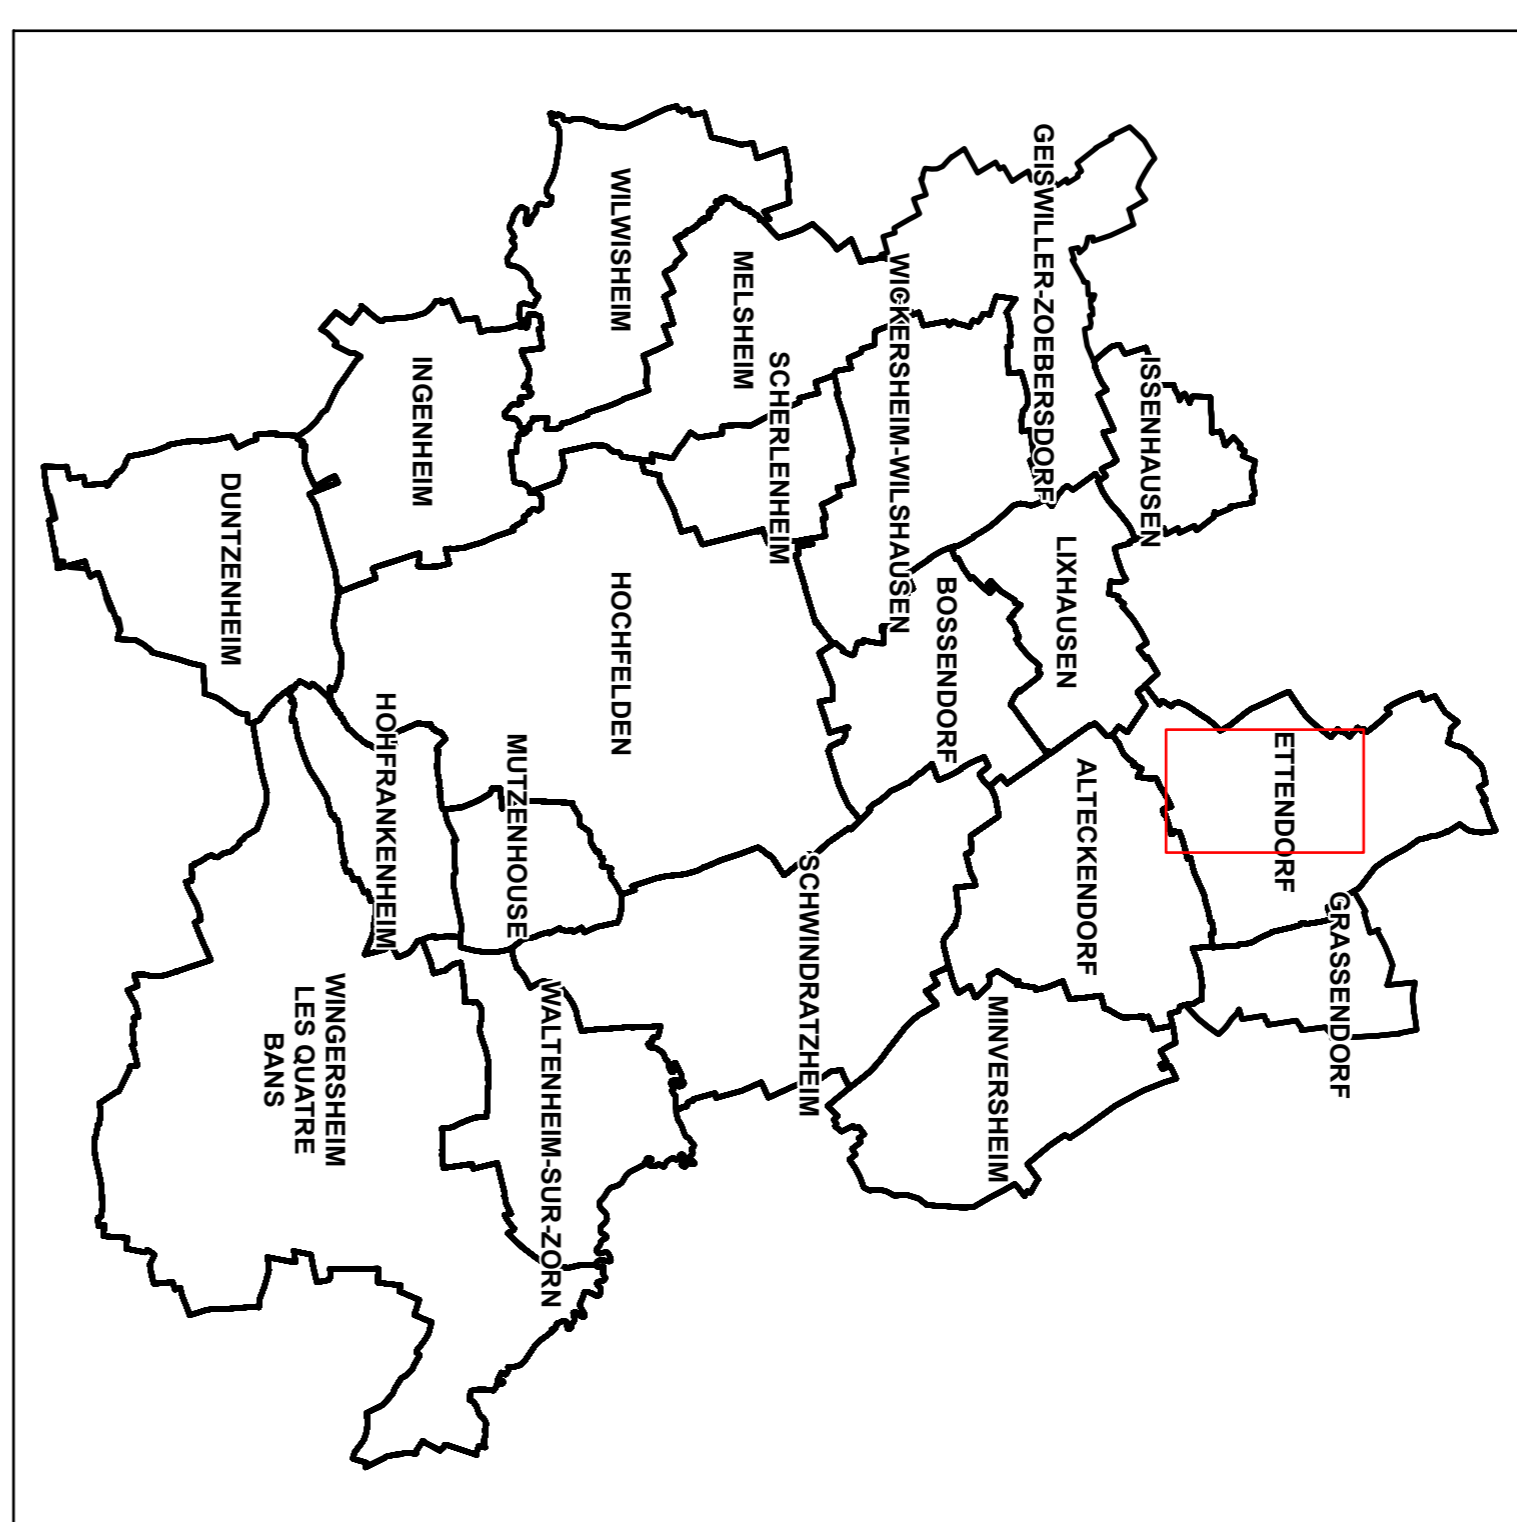 ETTENDORF
GRASSENDORF
ISSENHAUSEN
GEISWILLER-ZOEBERSDORF
LIXHAUSEN
ALTECKENDORF
MINVERSHEIM
BOSSENDORF
WICKERSHEIM-WILSHAUSEN
SCHWINDRATZHEIM
SCHERLENHEIM
MELSHEIM
WILWISHEIM
HOCHFELDEN
WALTENHEIM-SUR-ZORN
MUTZENHOUSE
INGENHEIM
HOHFRANKENHEIM
WINGERSHEIM
LES QUATRE
BANS
DUNTZENHEIM